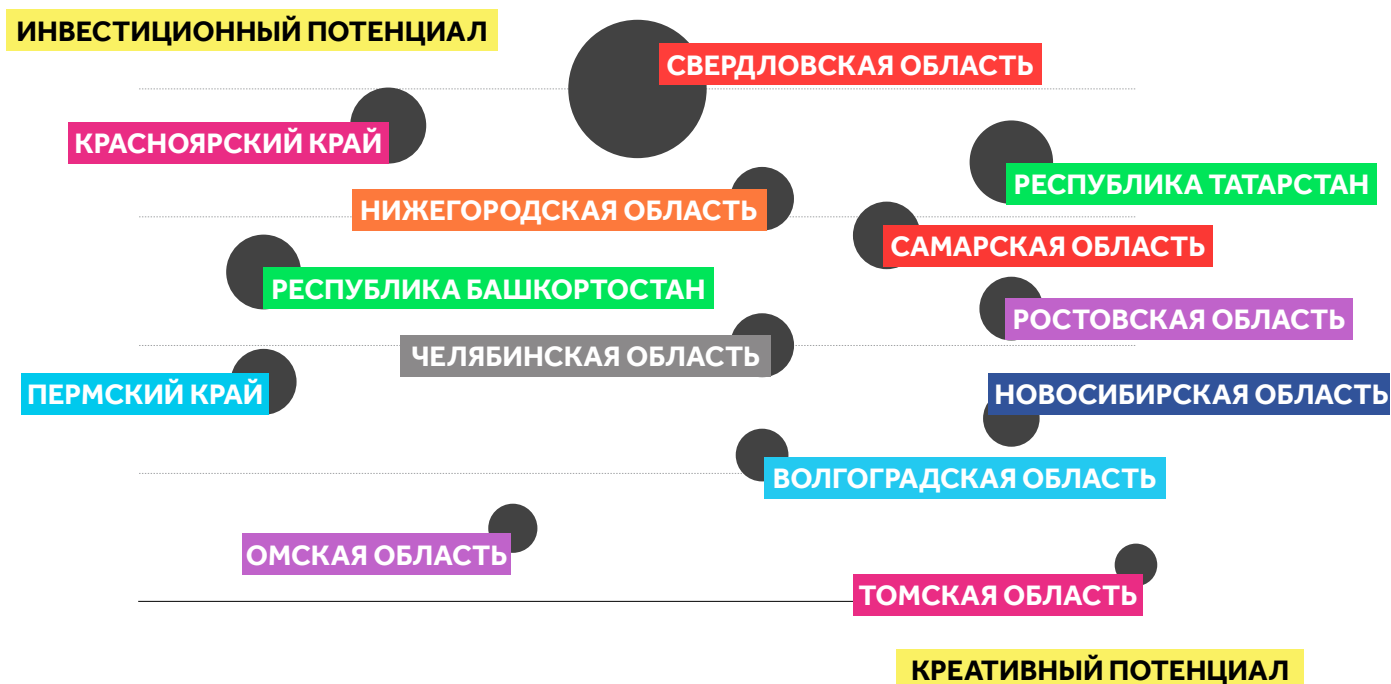 ИНВЕСТИЦИОННЫЙ ПОТЕНЦИАЛ
СВЕРДЛОВСКАЯ ОБЛАСТЬ
КРАСНОЯРСКИЙ КРАЙ
РЕСПУБЛИКА ТАТАРСТАН
НИЖЕГОРОДСКАЯ ОБЛАСТЬ
САМАРСКАЯ ОБЛАСТЬ
РЕСПУБЛИКА БАШКОРТОСТАН
РОСТОВСКАЯ ОБЛАСТЬ
ЧЕЛЯБИНСКАЯ ОБЛАСТЬ
ПЕРМСКИЙ КРАЙ
НОВОСИБИРСКАЯ ОБЛАСТЬ
ВОЛГОГРАДСКАЯ ОБЛАСТЬ
ОМСКАЯ ОБЛАСТЬ
ТОМСКАЯ ОБЛАСТЬ
КРЕАТИВНЫЙ ПОТЕНЦИАЛ